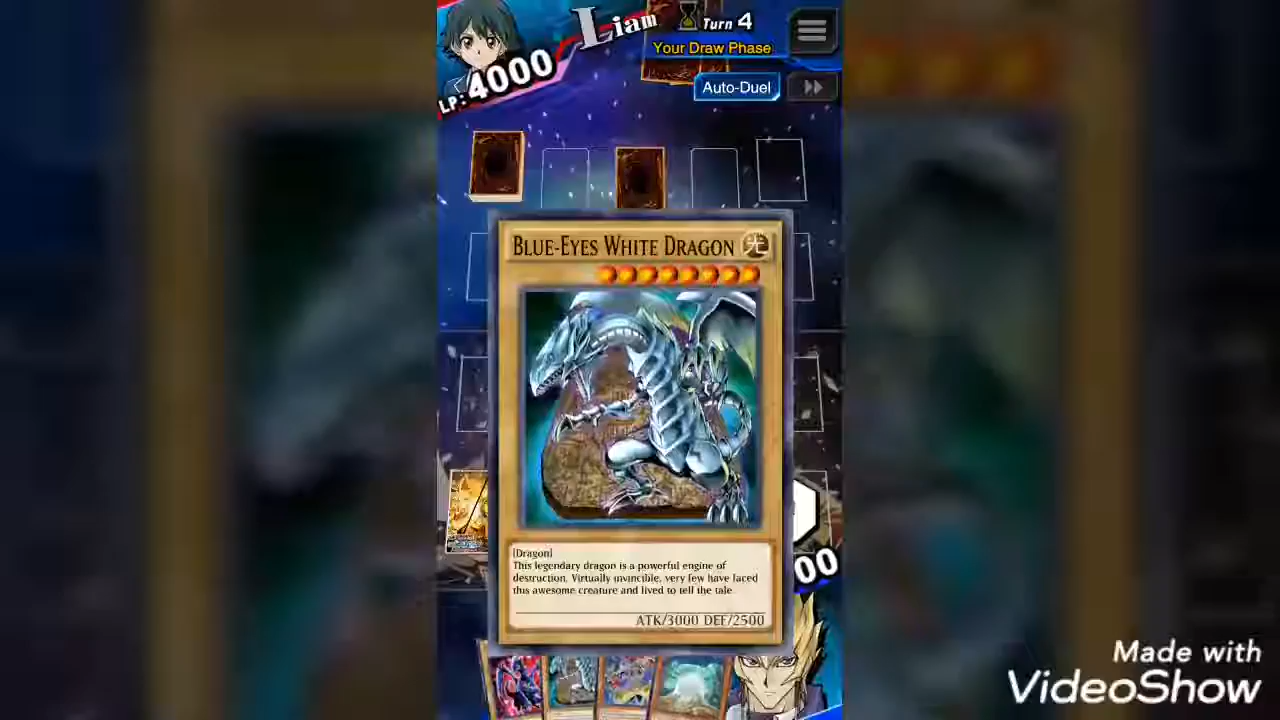 Liam
Turn 4
Your Draw Phase
LP: 4000
Auto-Duel
BLUE-EYES WHITE DRAGON 光
[Dragon]
This legendary dragon is a powerful engine of
destruction. Virtually invincible, very few have faced
this awesome creature and lived to tell the tale
ATK/3000 DEF/2500
00
Made with
VideoShow